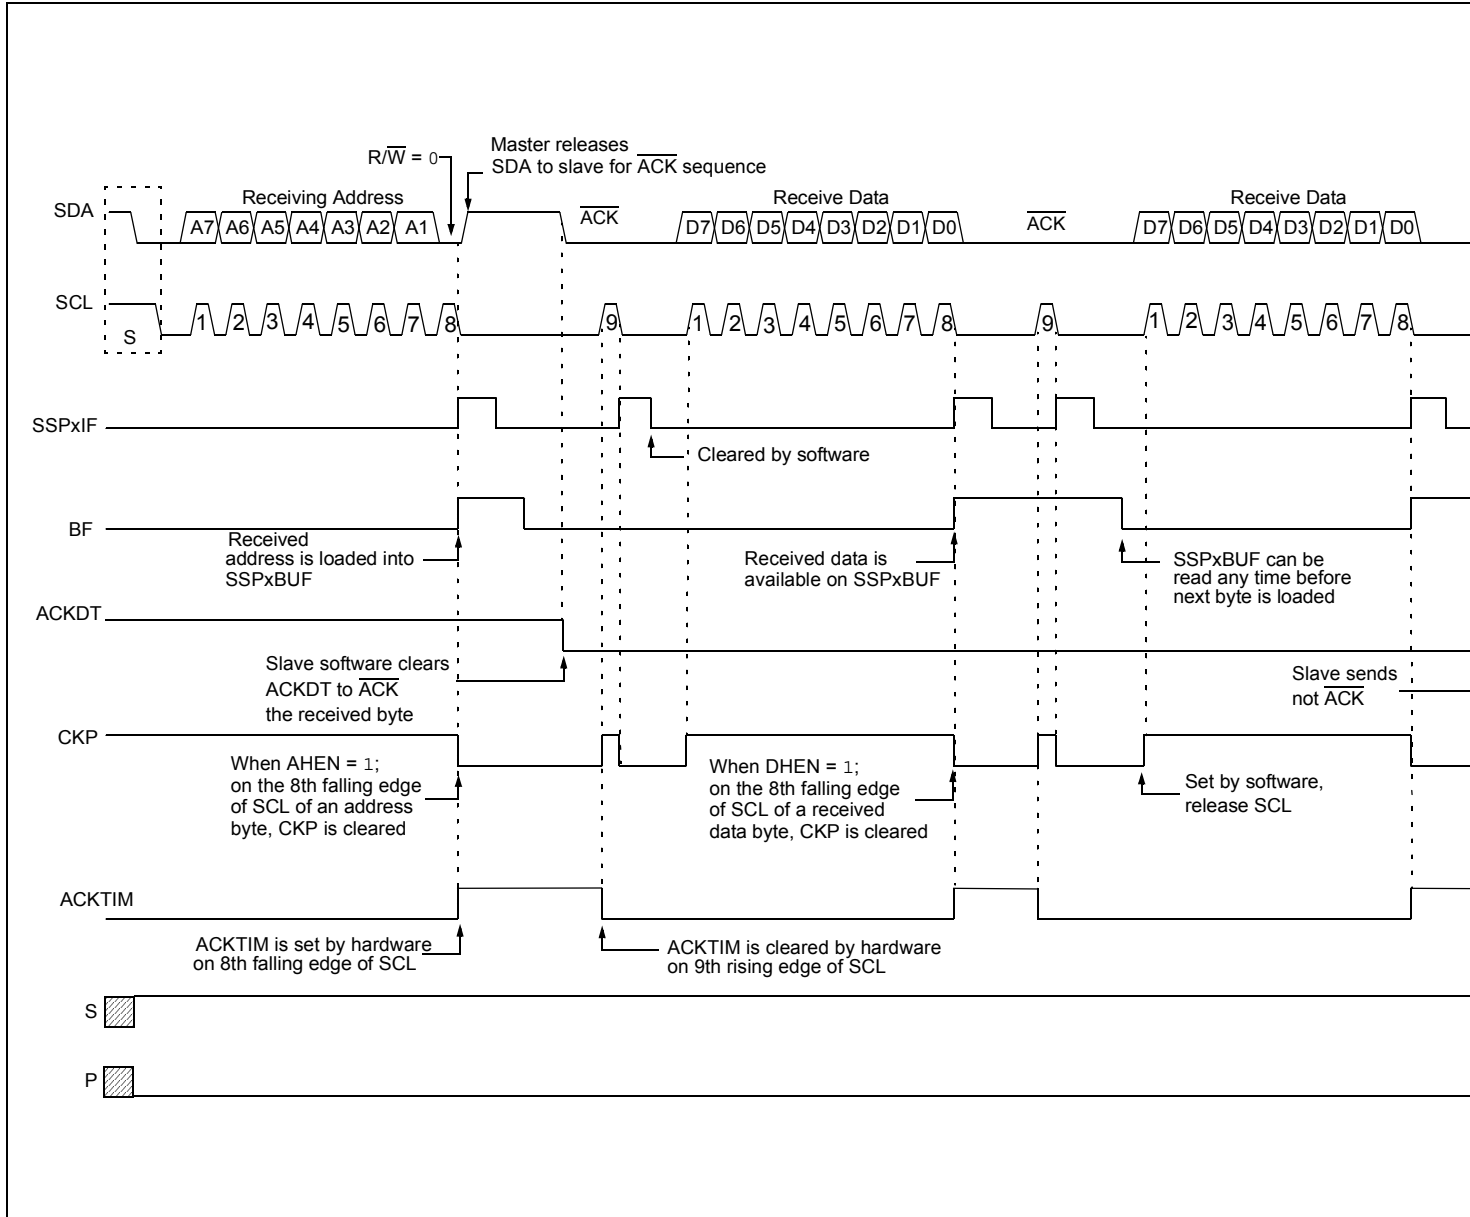 R/W = 0
Master releases
SDA to slave for ACK sequence
Receiving Address
Receive Data
Receive Data
SDA
A7 A6 A5 A4 A3 A2 A1
ACK
D7 D6 D5 D4 D3 D2 D1 D0
ACK
D7 D6 D5 D4 D3 D2 D1 D0
SCL
S
1 2 3 4 5 6 7 8
9
1 2 3 4 5 6 7 8
9
1 2 3 4 5 6 7 8
SSPxIF
Cleared by software
BF
Received
address is loaded into
SSPxBUF
Received data is
available on SSPxBUF
SSPxBUF can be
read any time before
next byte is loaded
ACKDT
Slave software clears
ACKDT to ACK
the received byte
Slave sends
not ACK
CKP
When AHEN = 1;
on the 8th falling edge
of SCL of an address
byte, CKP is cleared
When DHEN = 1;
on the 8th falling edge
of SCL of a received
data byte, CKP is cleared
Set by software,
release SCL
ACKTIM
ACKTIM is set by hardware
on 8th falling edge of SCL
ACKTIM is cleared by hardware
on 9th rising edge of SCL
S
P